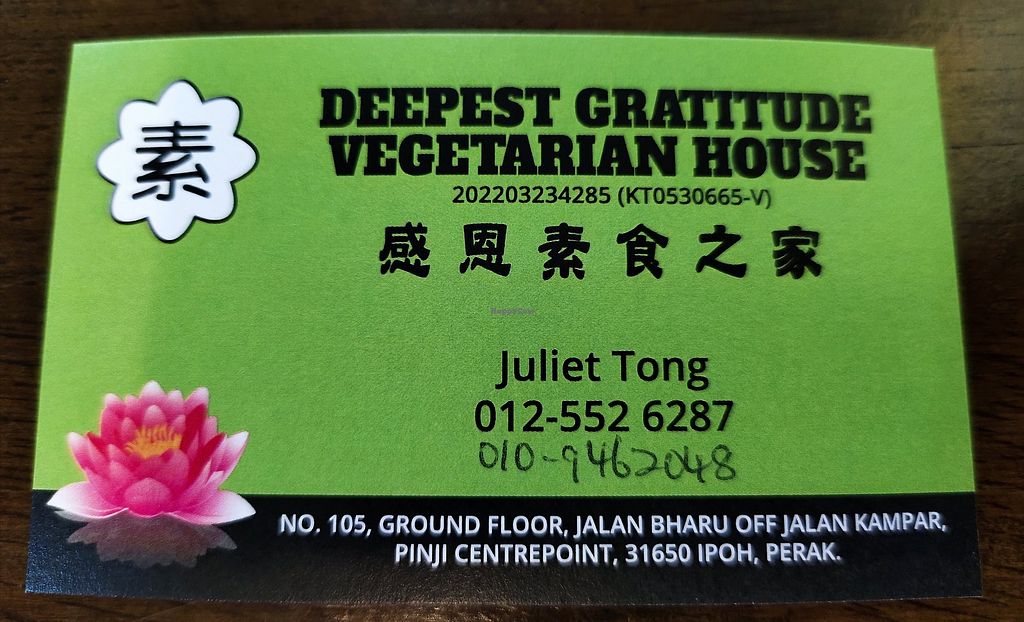 素
DEEPEST GRATITUDE
VEGETARIAN HOUSE
202203234285 (KT0530665-V)
感恩素食之家
HappyCow
Juliet Tong
012-552 6287
010-9462048
NO. 105, GROUND FLOOR, JALAN BHARU OFF JALAN KAMPAR,
PINJI CENTREPOINT, 31650 IPOH, PERAK.